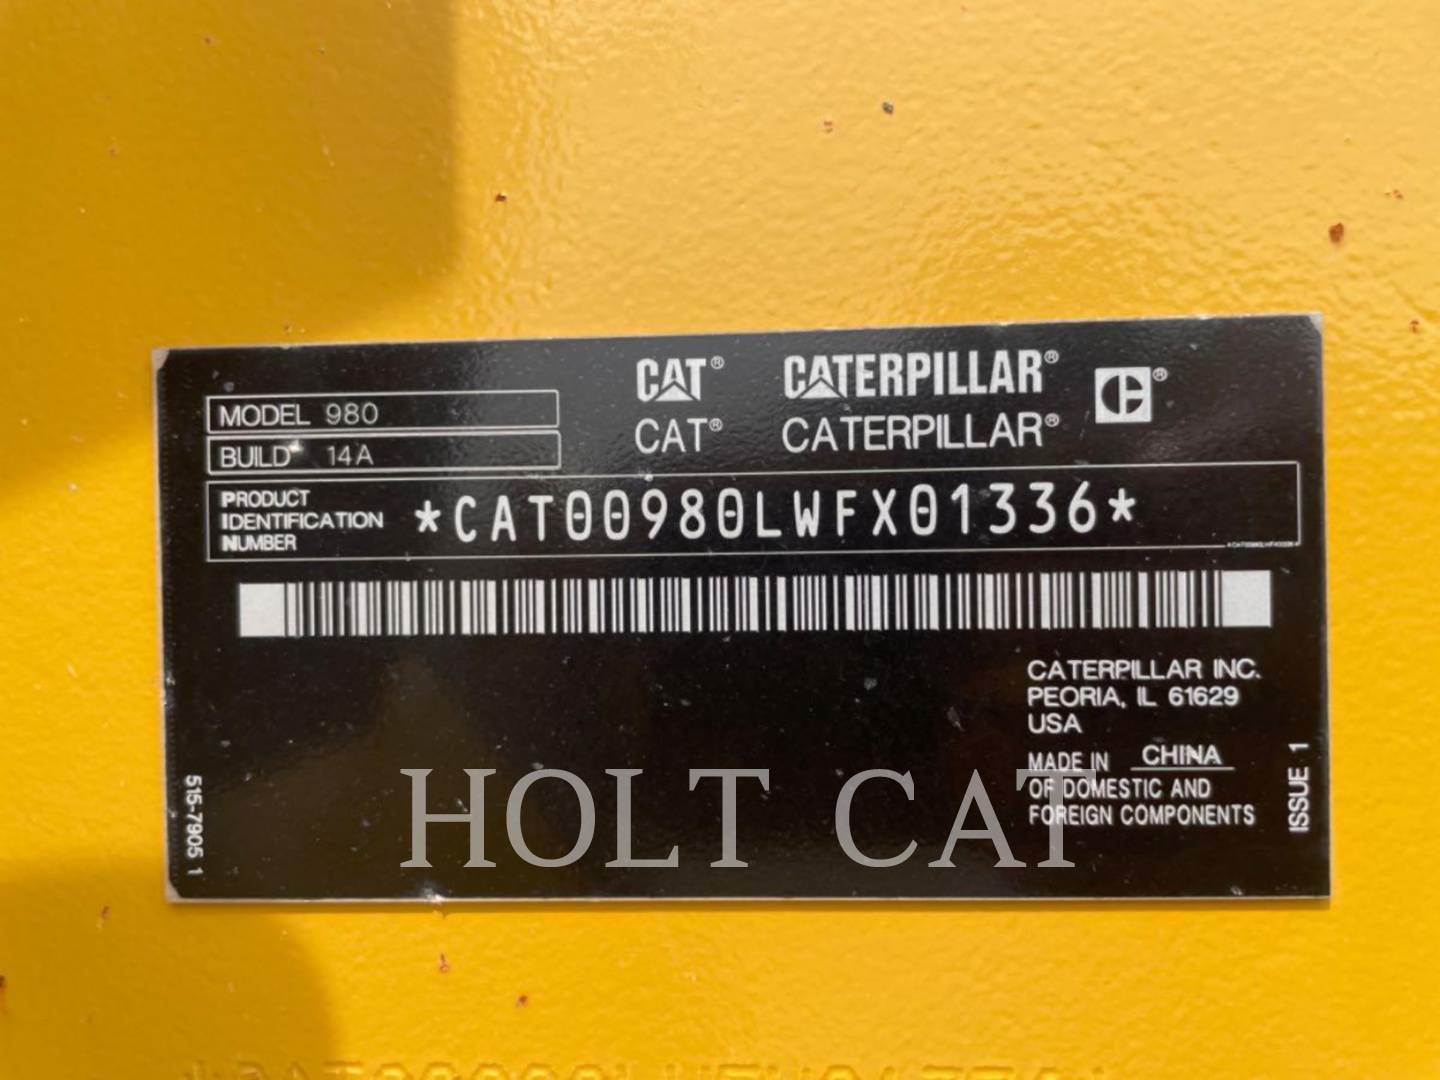 CAT® CATERPILLAR®
CAT® CATERPILLAR®
MODEL 980
BUILD 14A
PRODUCT
IDENTIFICATION
NUMBER
*CAT00980LWFX01336*
CATERPILLAR INC.
PEORIA, IL 61629
USA
MADE IN CHINA
OF DOMESTIC AND
FOREIGN COMPONENTS
ISSUE 1
515-7905 1
HOLT CAT